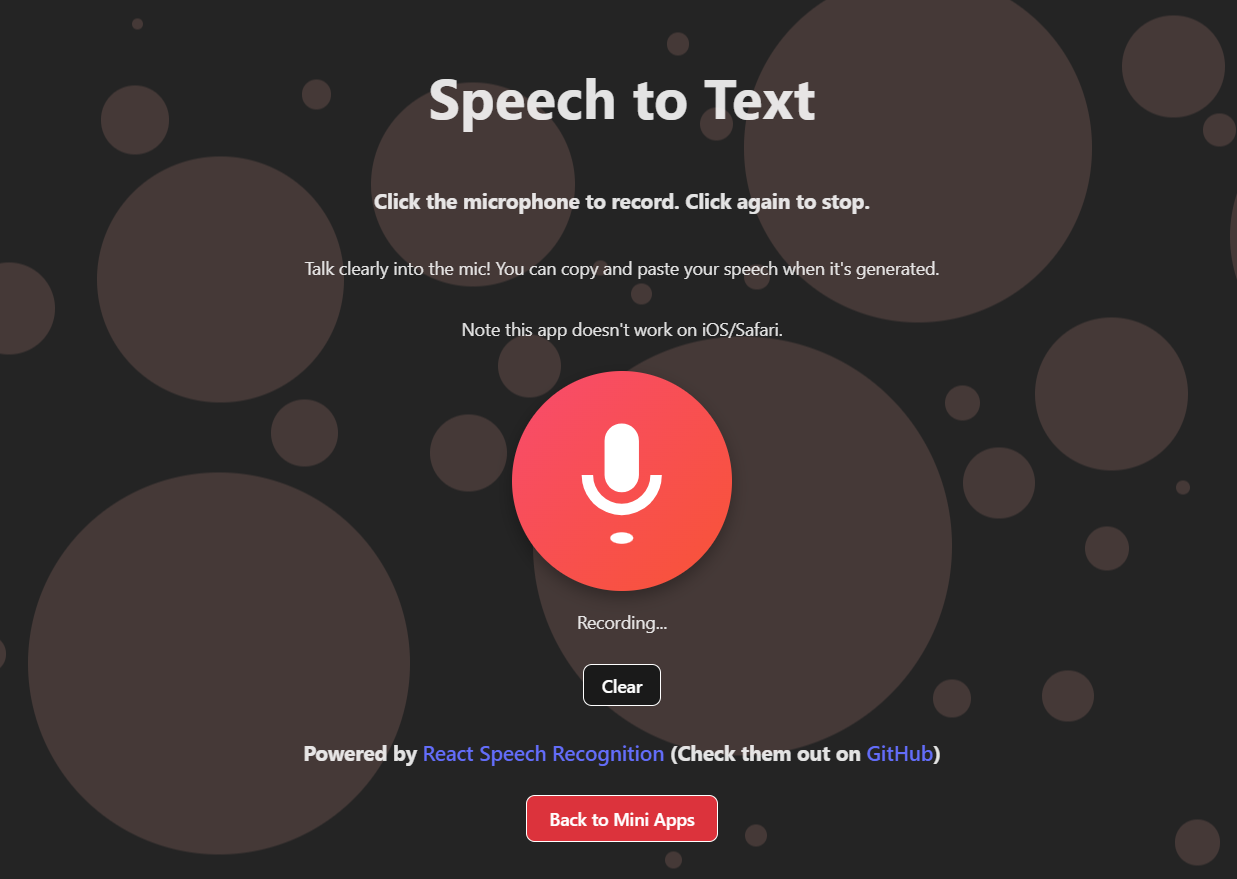 Speech to Text
Click the microphone to record. Click again to stop.
Talk clearly into the mic! You can copy and paste your speech when it's generated.
Note this app doesn't work on iOS/Safari.
Recording...
Clear
Powered by React Speech Recognition (Check them out on GitHub)
Back to Mini Apps